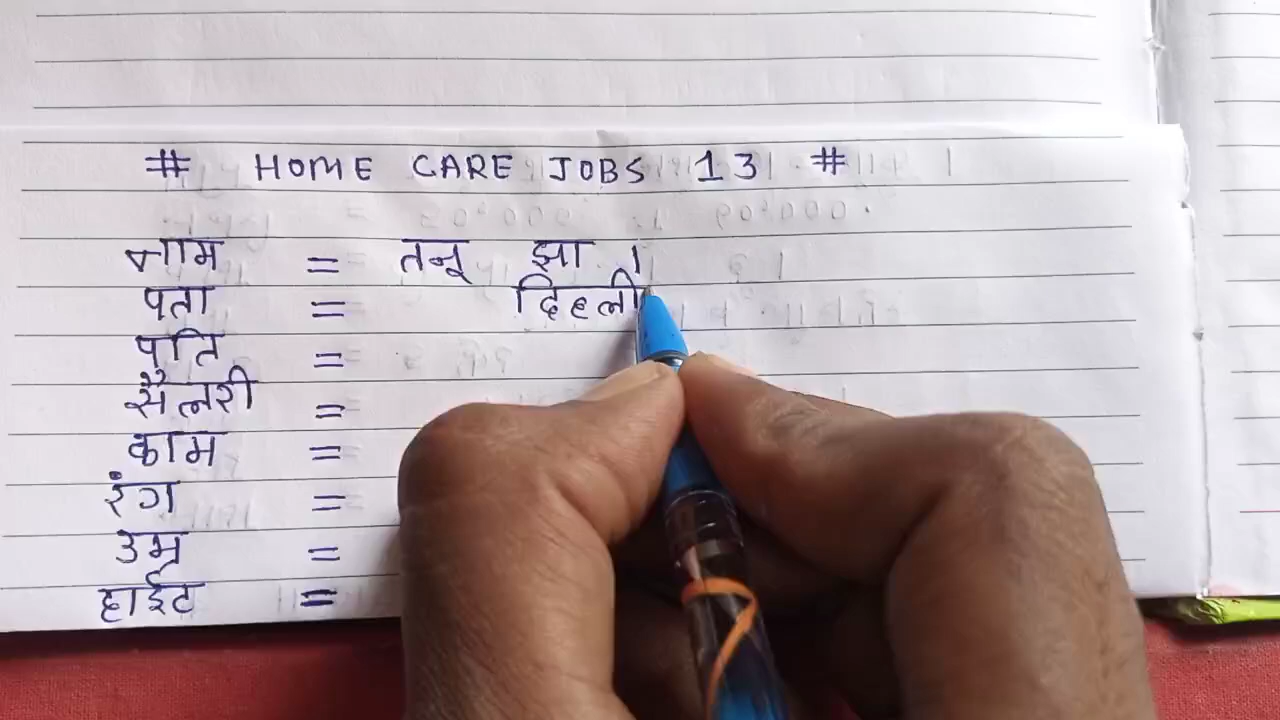 # HOME CARE JOBS 13 #
नाम = तनू झा ।
पता = दिल्ली
पति =
सैलरी =
काम =
रंग =
उम्र =
हाईट =